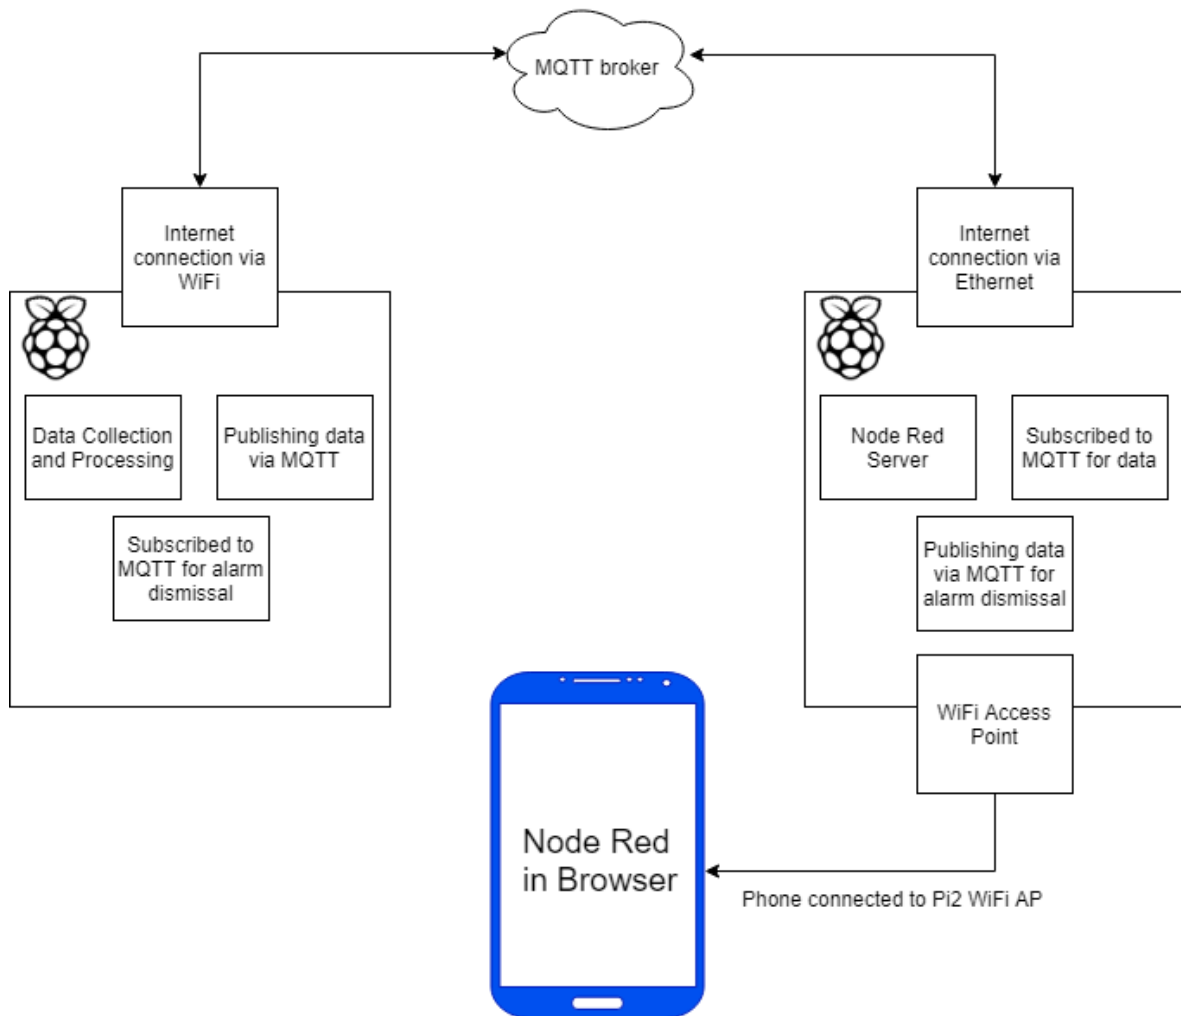 MQTT broker
Internet
connection via
WiFi
Internet
connection via
Ethernet
Data Collection
and Processing
Publishing data
via MQTT
Subscribed to
MQTT for alarm
dismissal
Node Red
Server
Subscribed to
MQTT for data
Publishing data
via MQTT for
alarm dismissal
WiFi Access
Point
Node Red
in Browser
Phone connected to Pi2 WiFi AP